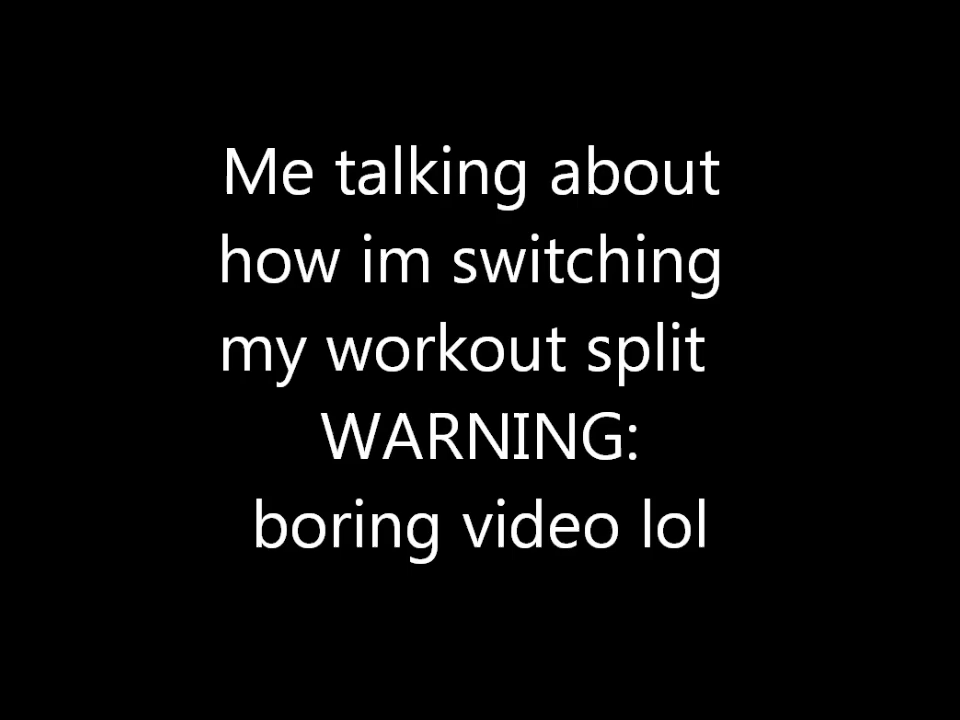 Me talking about
how im switching
my workout split
WARNING:
boring video lol